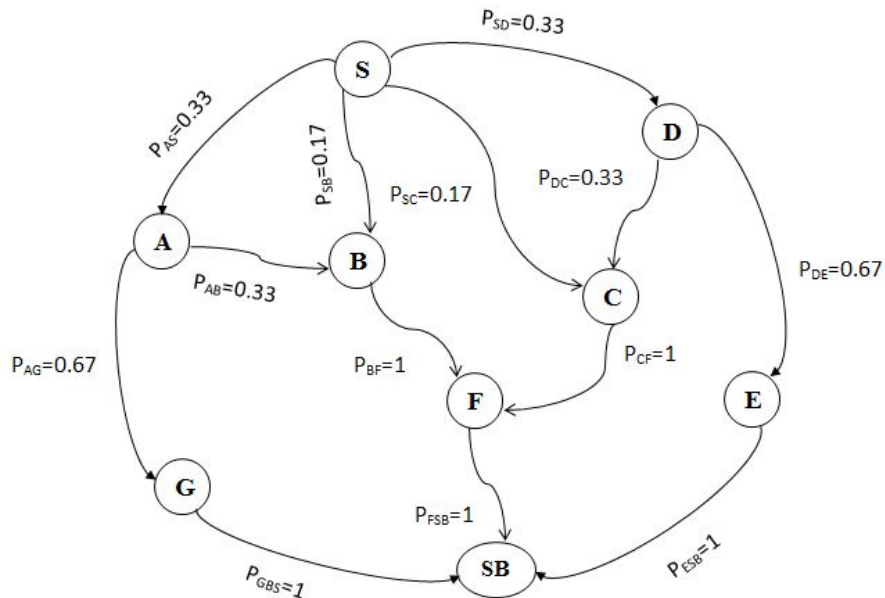 P_SD=0.33
S
P_AS=0.33
P_SB=0.17
D
P_SC=0.17
P_DC=0.33
A
B
P_AB=0.33
C
P_DE=0.67
P_AG=0.67
P_BF=1
P_CF=1
F
E
G
P_FSB=1
P_GBS=1
SB
P_ESB=1